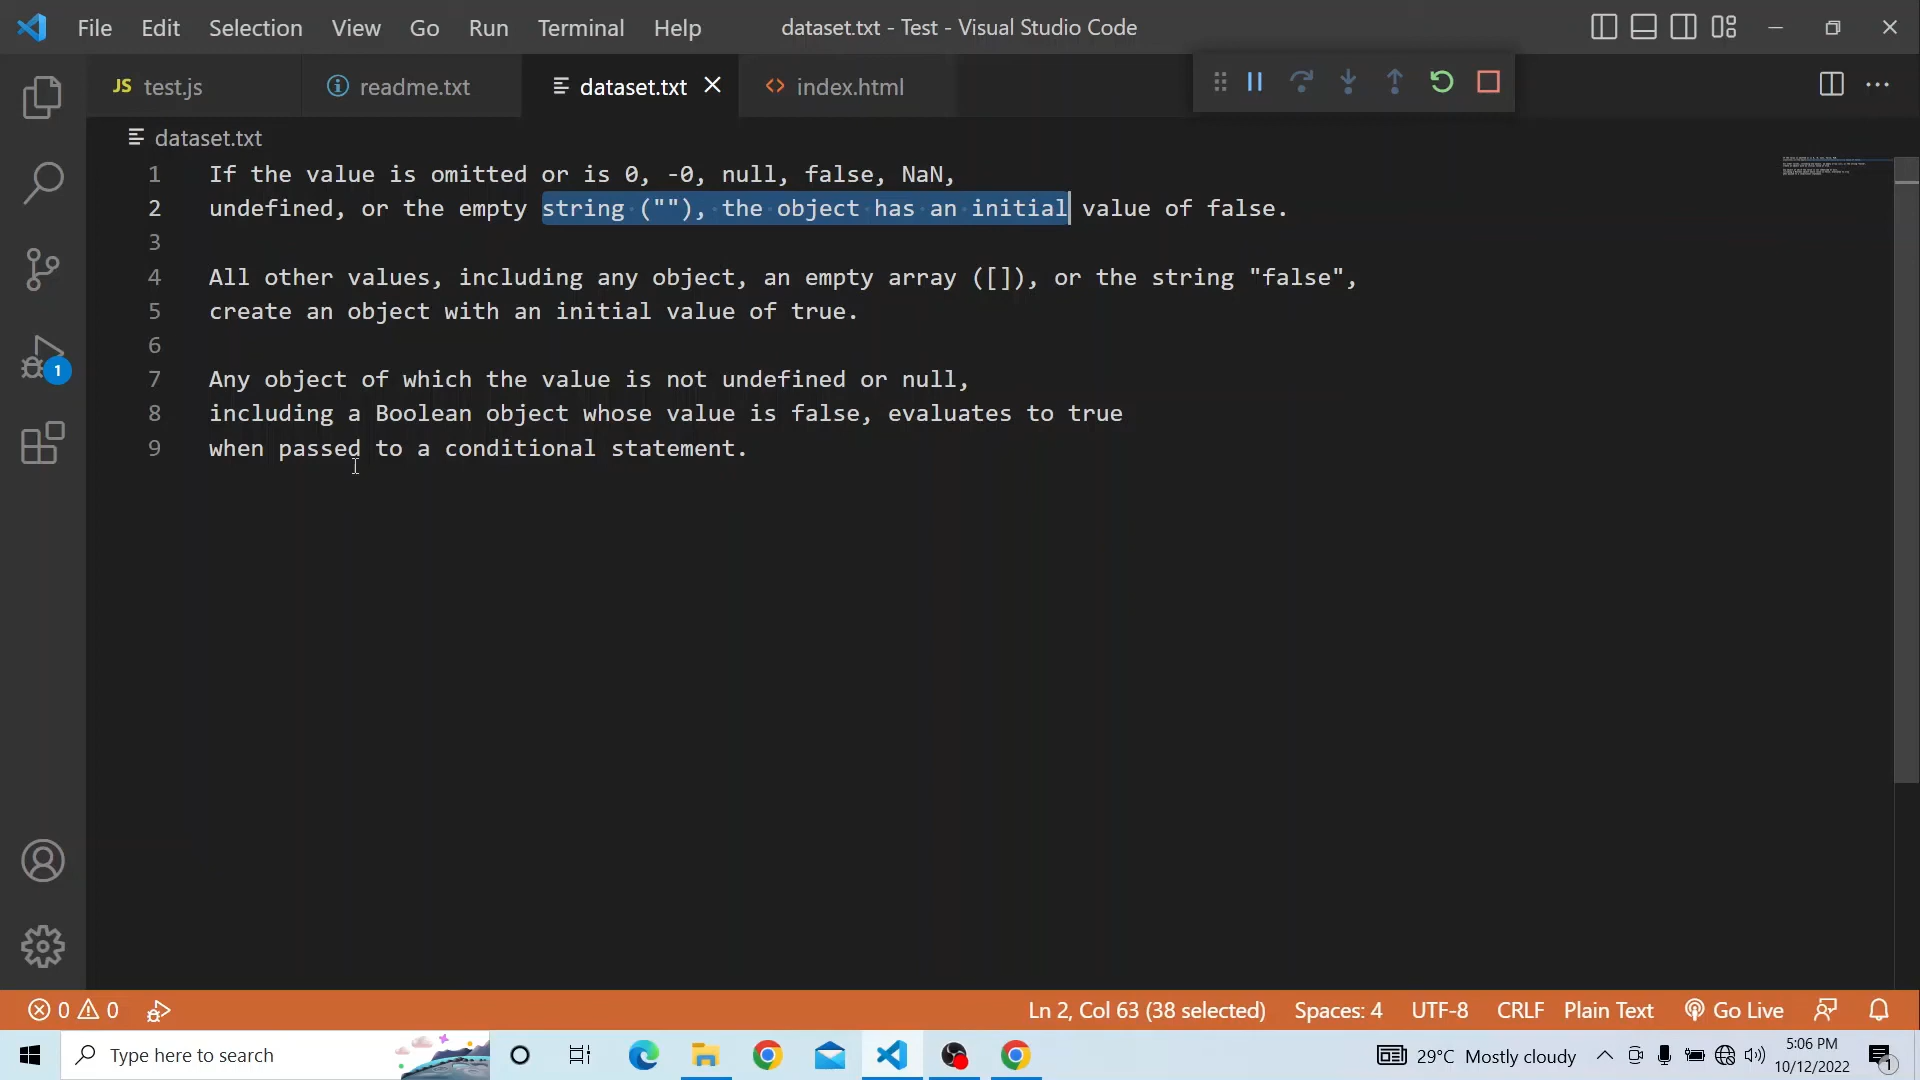 File Edit Selection View Go Run Terminal Help dataset.txt - Test - Visual Studio Code
JS test.js readme.txt dataset.txt index.html
dataset.txt
1 If the value is omitted or is 0, -0, null, false, NaN,
2 undefined, or the empty string (""), the object has an initial value of false.
3
4 All other values, including any object, an empty array ([]), or the string "false",
5 create an object with an initial value of true.
6
7 Any object of which the value is not undefined or null,
8 including a Boolean object whose value is false, evaluates to true
9 when passed to a conditional statement.
1
0 0 Ln 2, Col 63 (38 selected) Spaces: 4 UTF-8 CRLF Plain Text Go Live
Type here to search 29°C Mostly cloudy 5:06 PM
10/12/2022 1